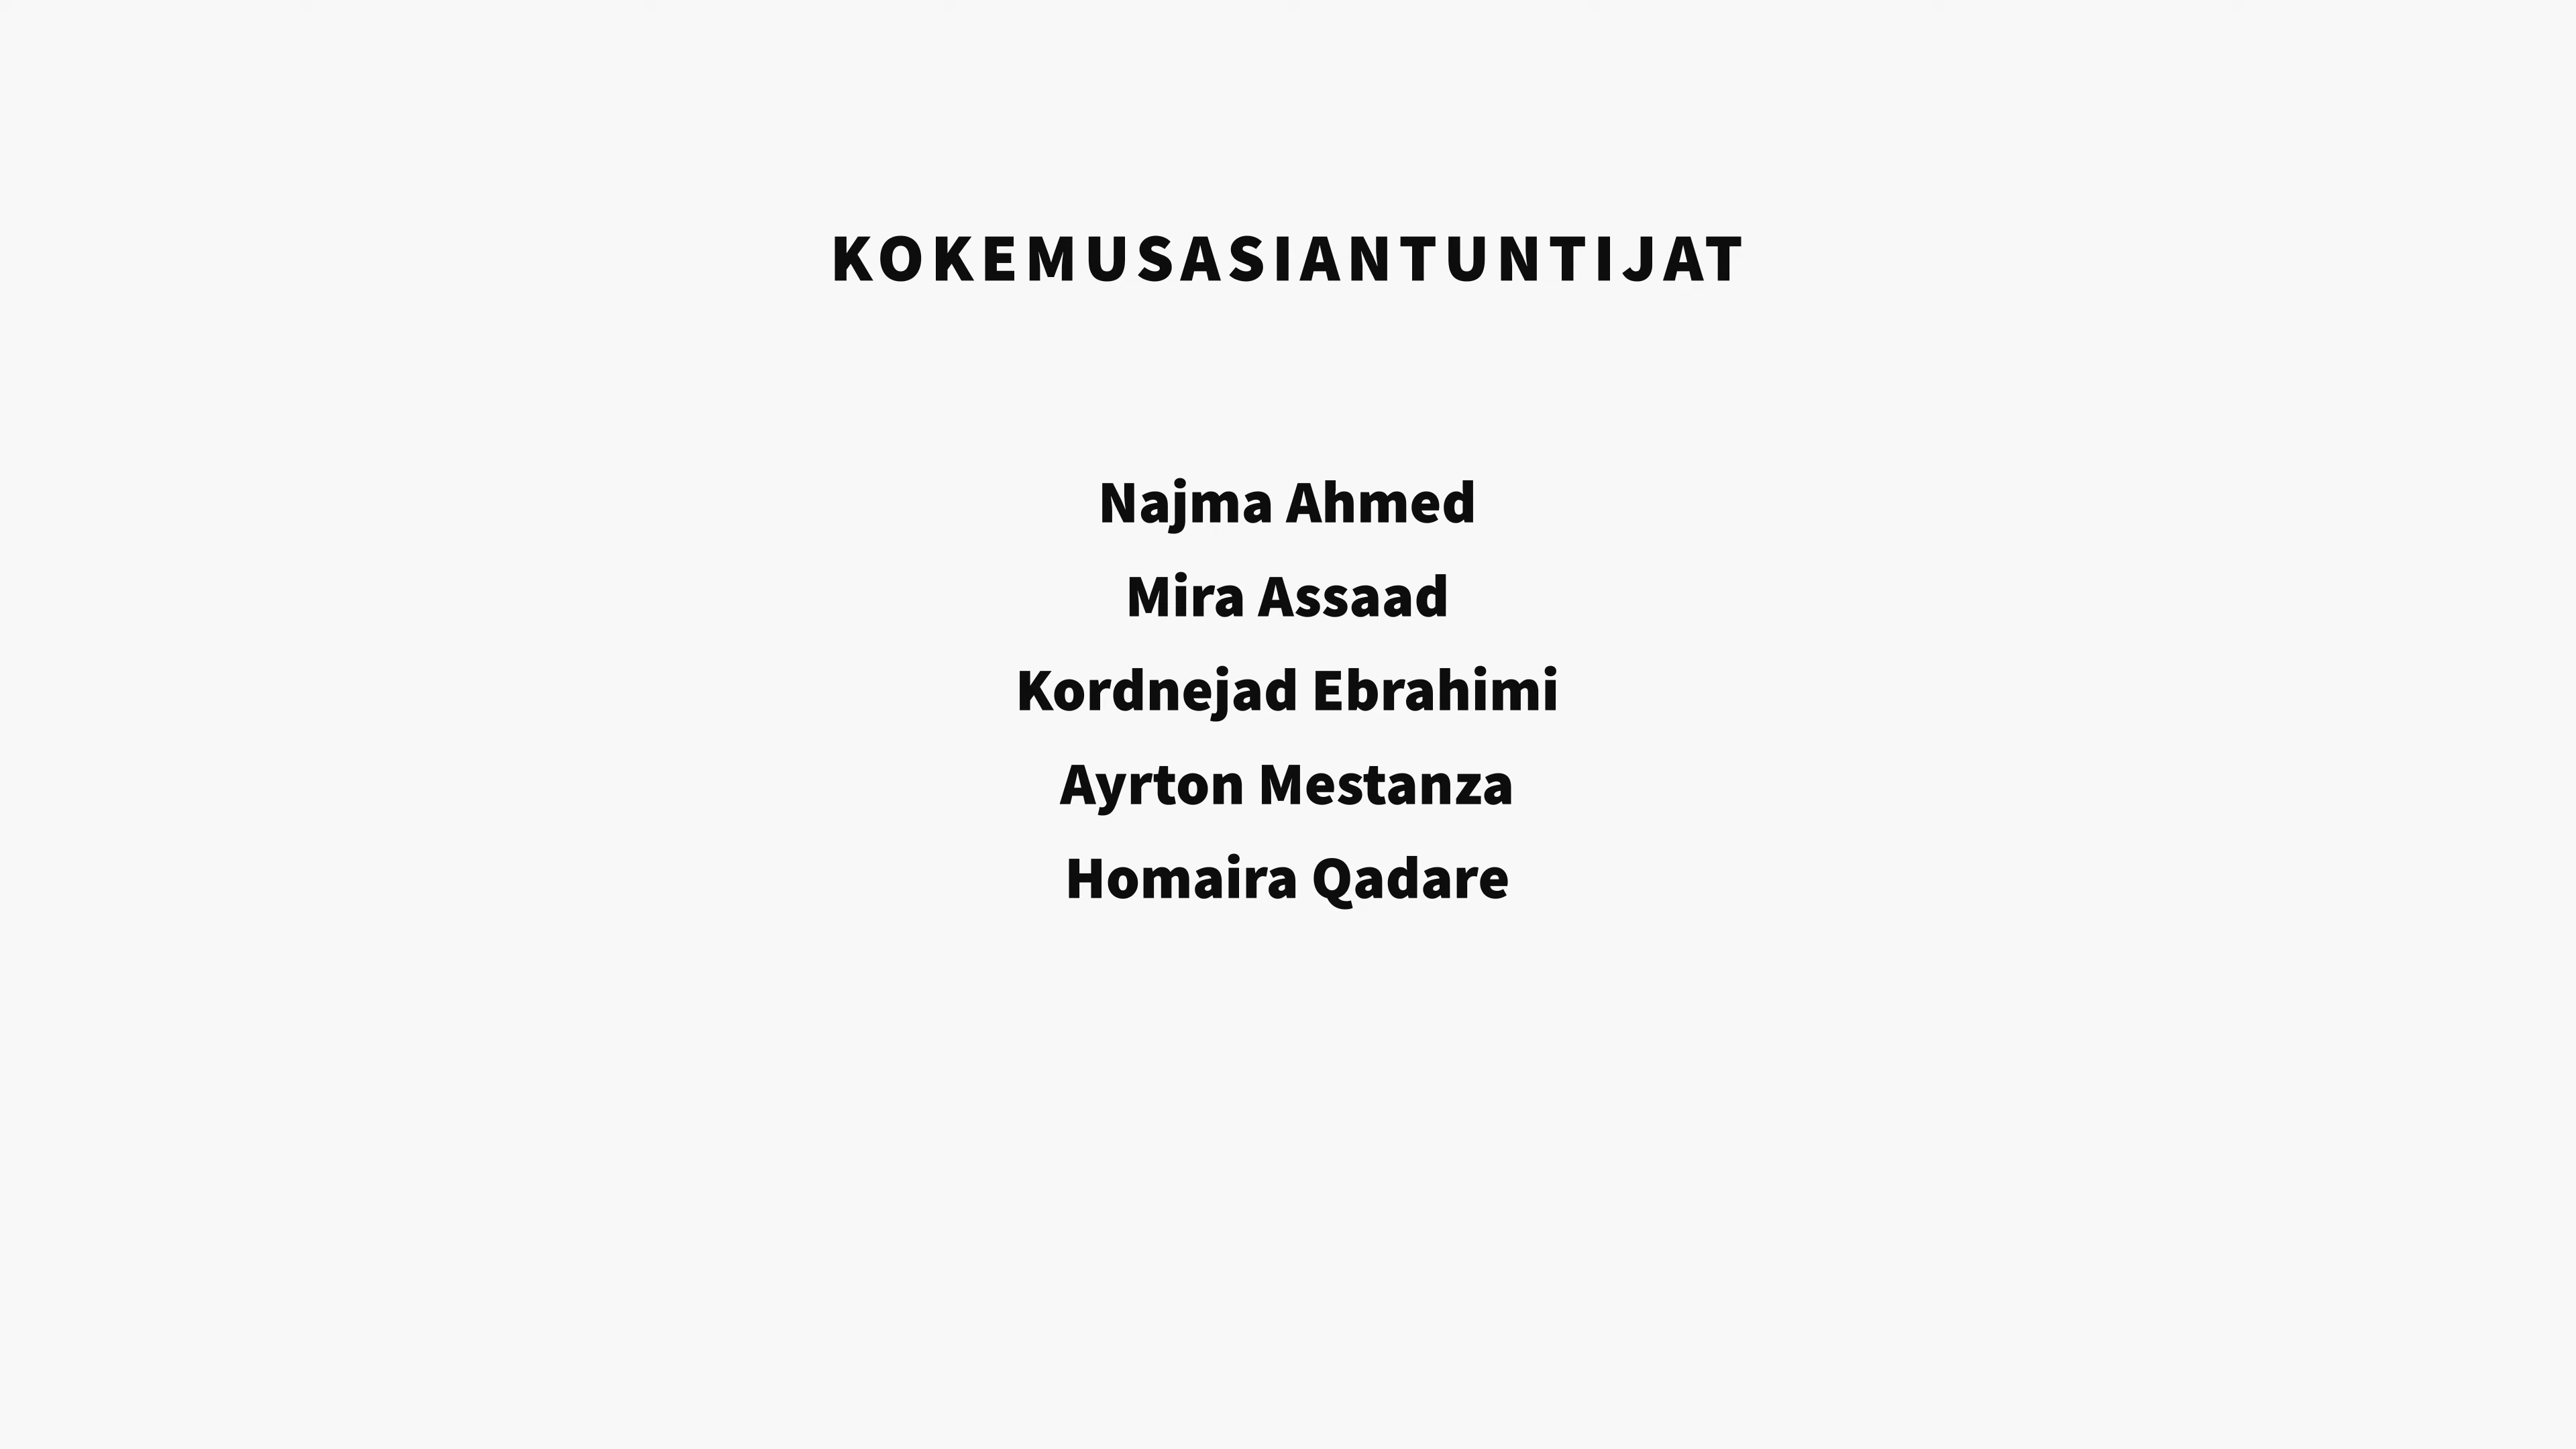 KOKEMUSASIANTUNTIJAT
Najma Ahmed
Mira Assaad
Kordnejad Ebrahimi
Ayrton Mestanza
Homaira Qadare